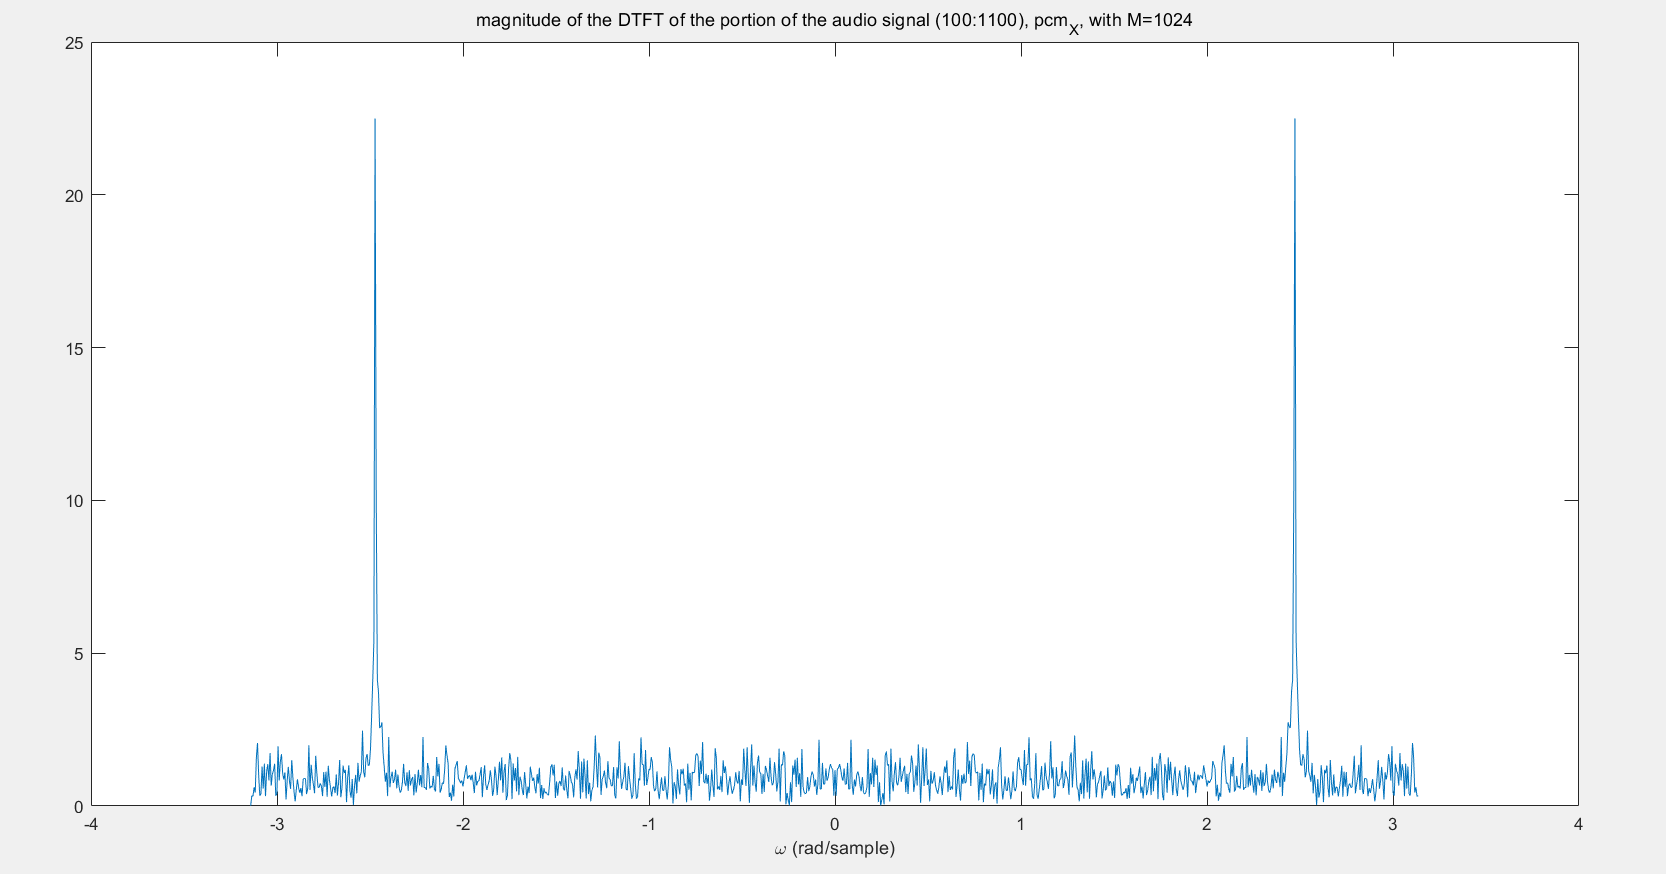 magnitude of the DTFT of the portion of the audio signal (100:1100), pcm_X, with M=1024
25
20
15
10
5
0
-4 -3 -2 -1 0 1 2 3 4
ω (rad/sample)